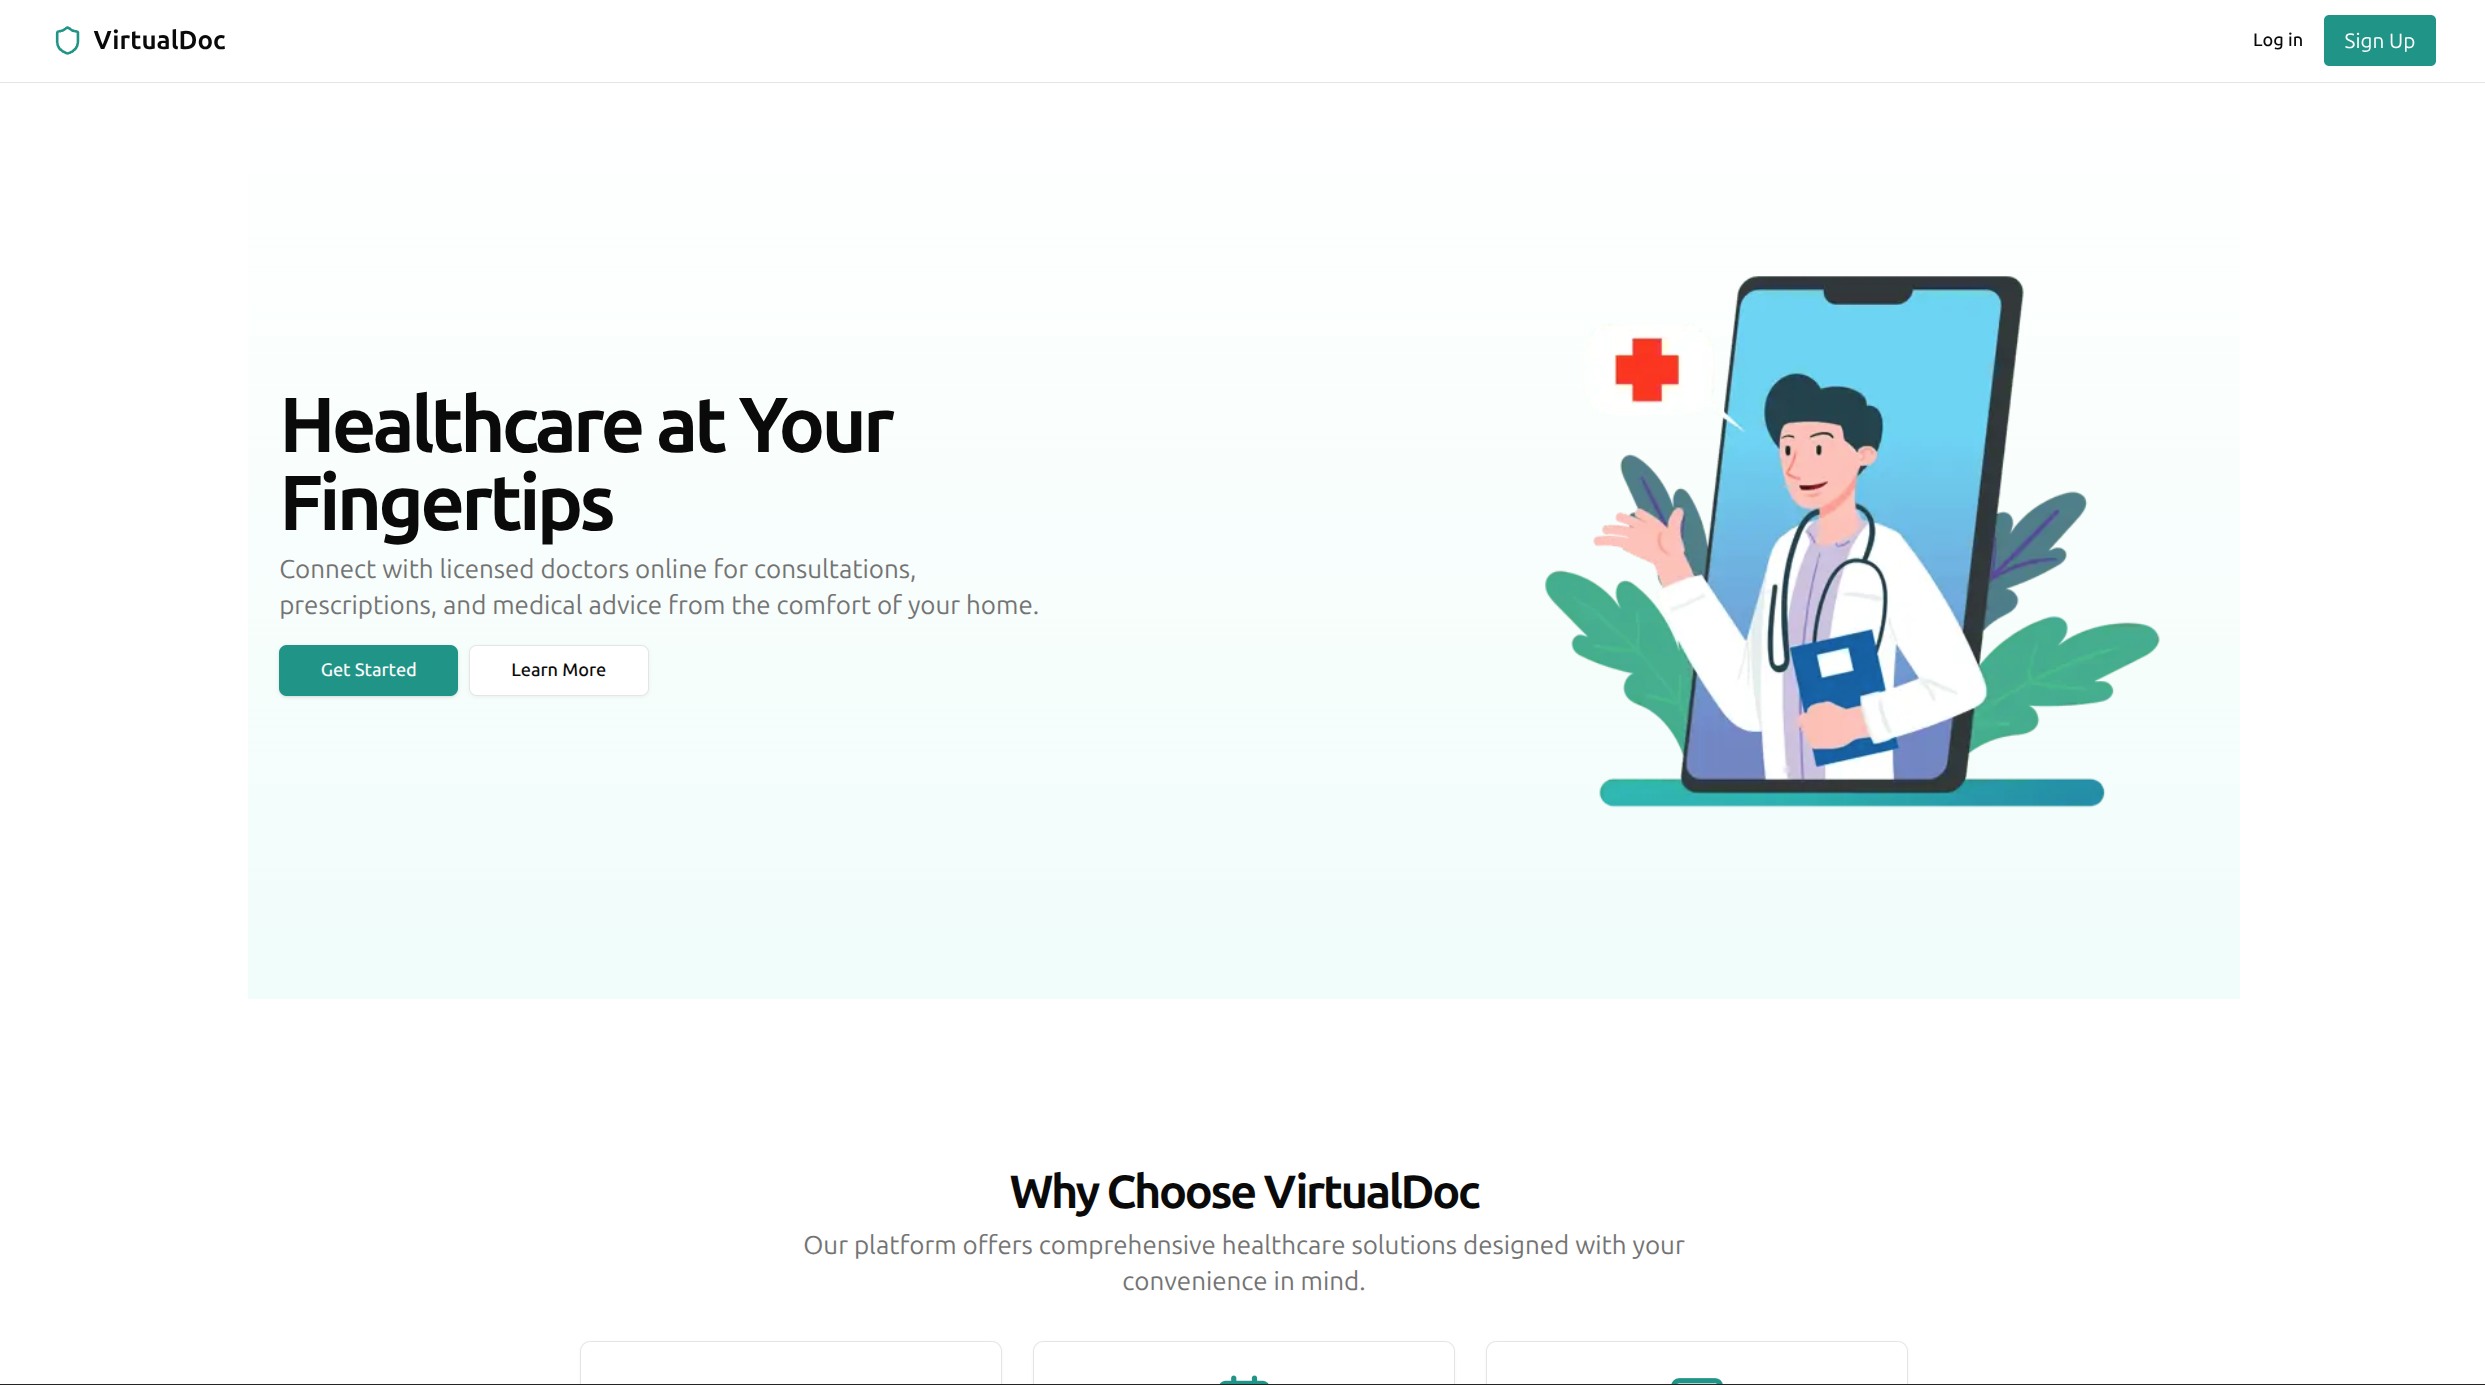 VirtualDoc
Log in
Sign Up
Healthcare at Your
Fingertips
Connect with licensed doctors online for consultations,
prescriptions, and medical advice from the comfort of your home.
Get Started
Learn More
Why Choose VirtualDoc
Our platform offers comprehensive healthcare solutions designed with your
convenience in mind.